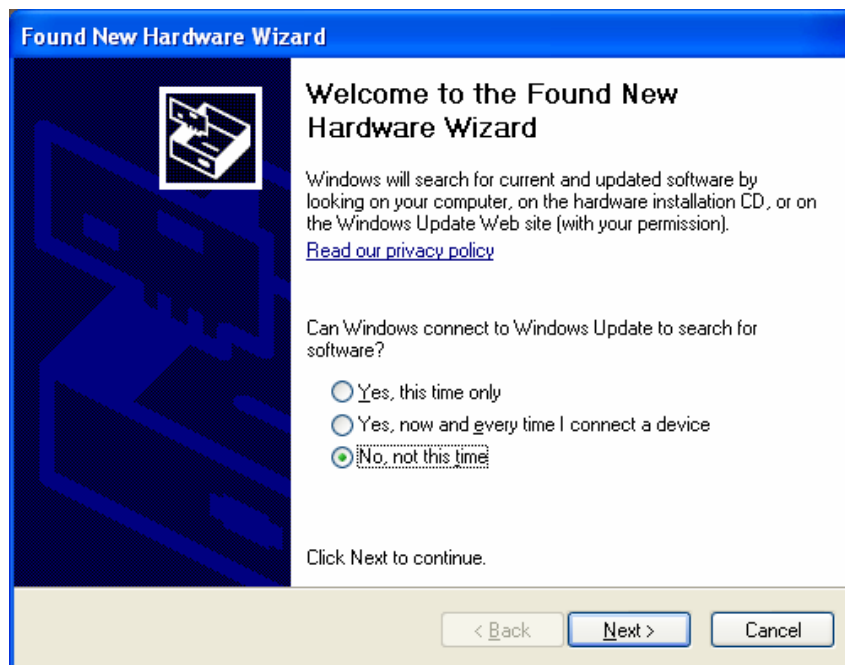 Found New Hardware Wizard
Welcome to the Found New
Hardware Wizard
Windows will search for current and updated software by
looking on your computer, on the hardware installation CD, or on
the Windows Update Web site (with your permission).
Read our privacy policy
Can Windows connect to Windows Update to search for
software?
Yes, this time only
Yes, now and every time I connect a device
No, not this time
Click Next to continue.
< Back Next > Cancel